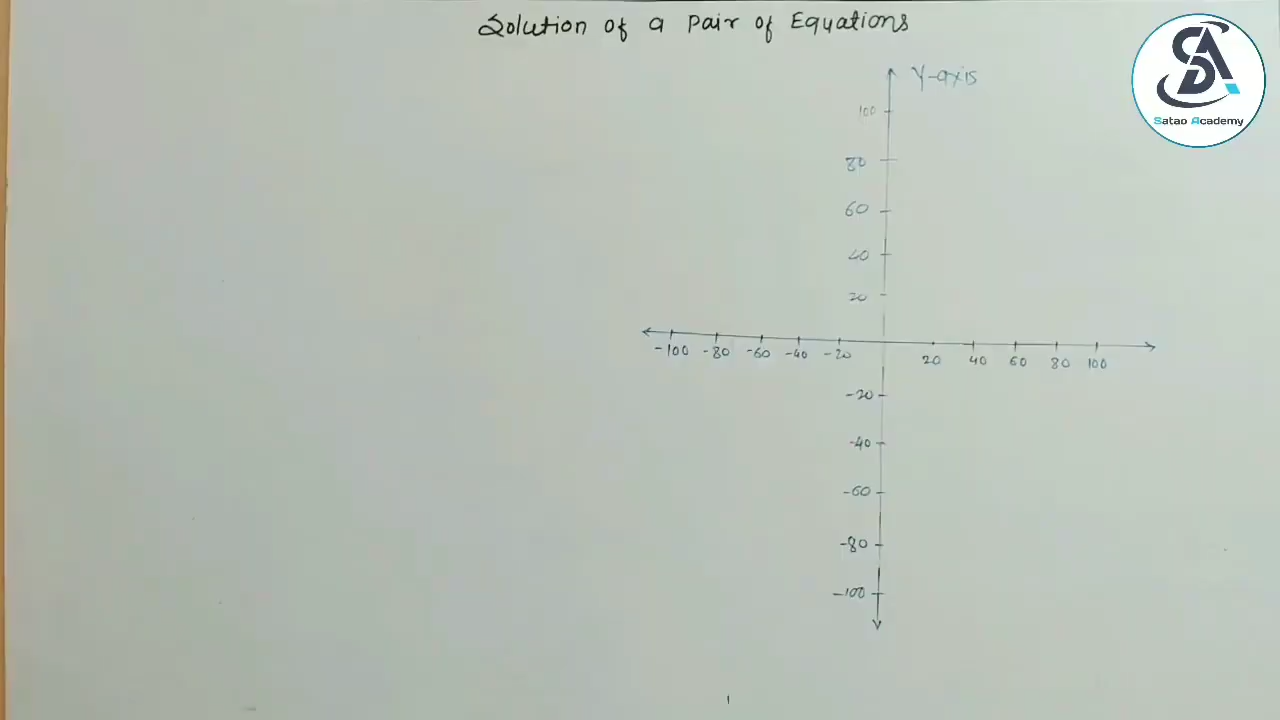 Solution of a Pair of Equations
Y-axis
100
80
60
40
20
-100 -80 -60 -40 -20 20 40 60 80 100
-20
-40
-60
-80
-100
SDA
Satao Academy